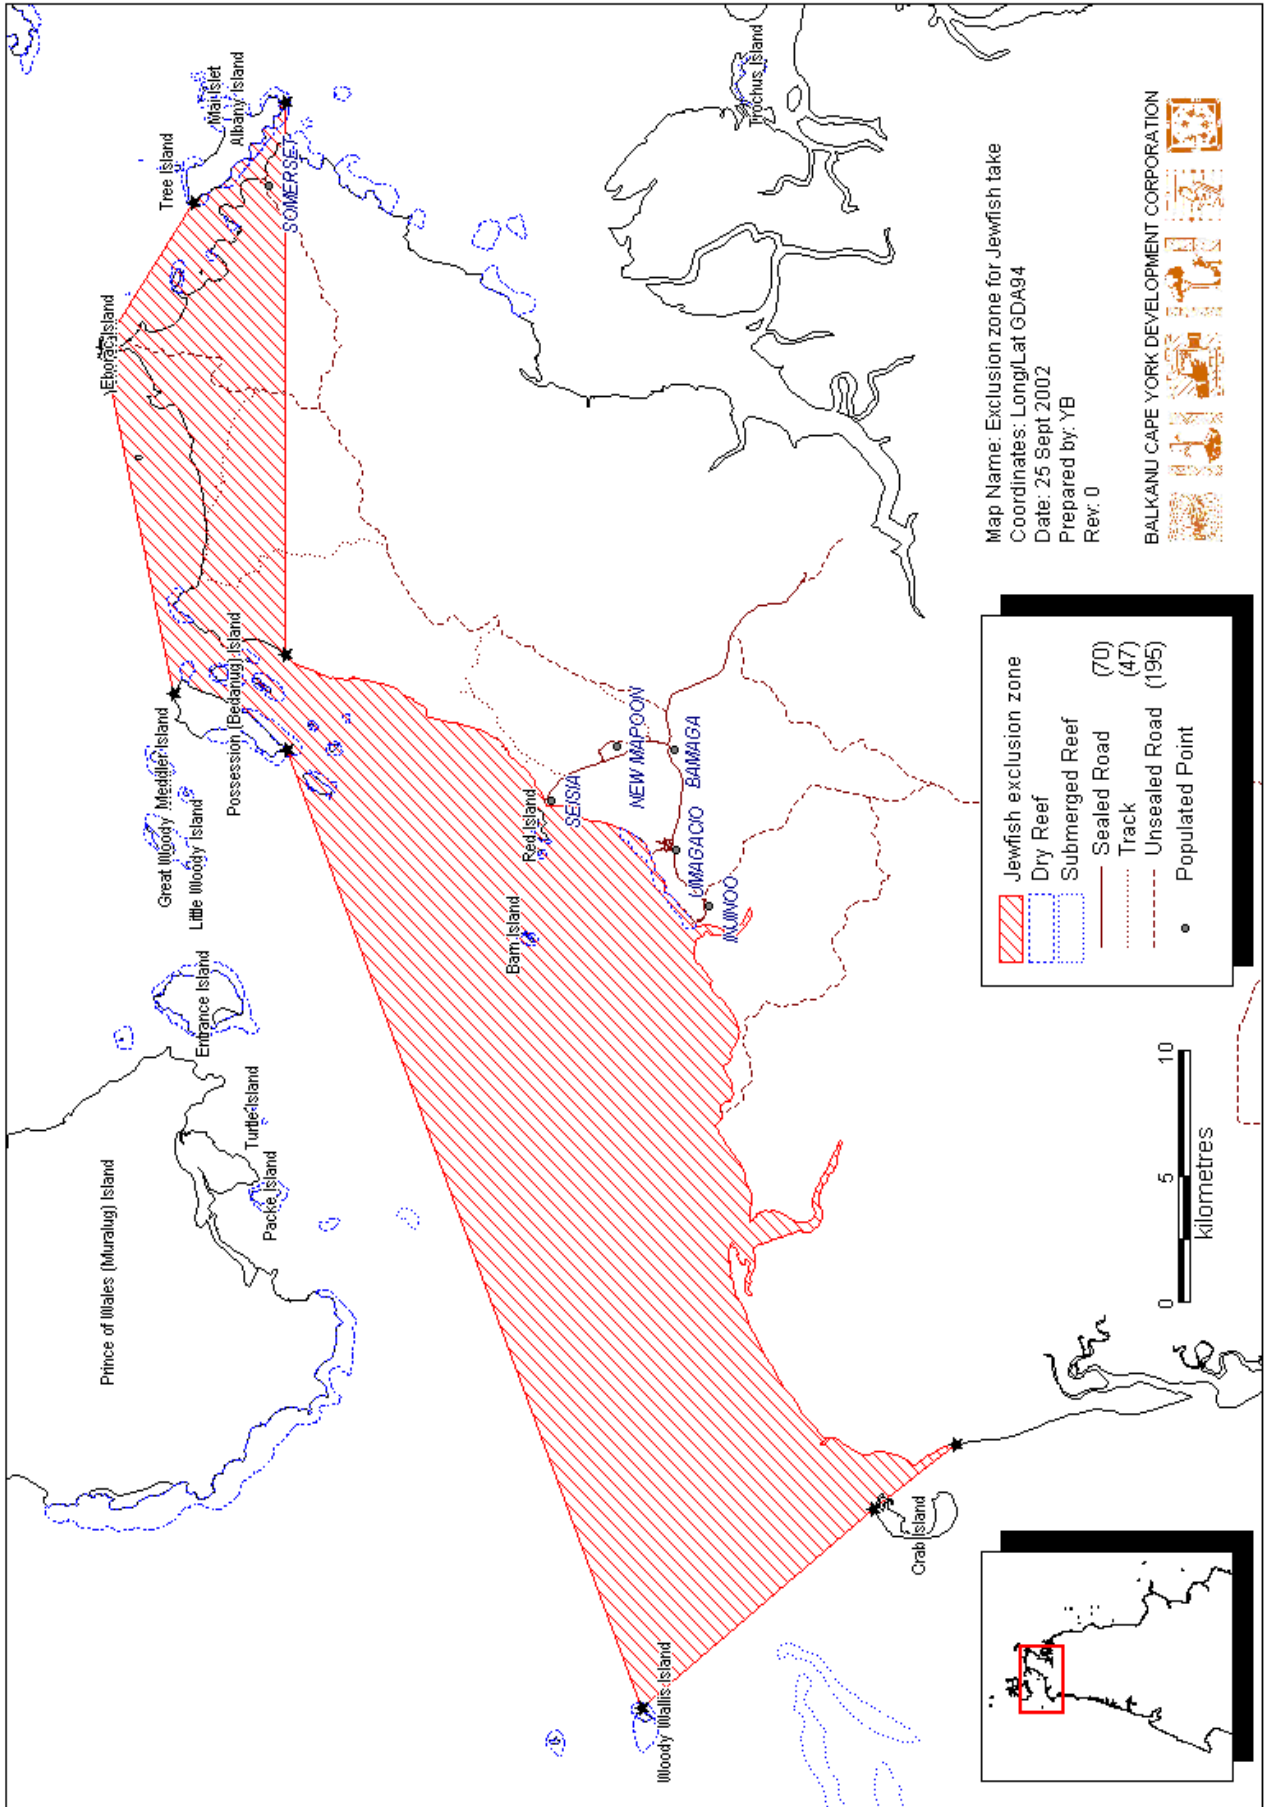 Prince of Wales (Muralug) Island
Packe Island
Turtle Island
Entrance Island
Great Woody Island
Meddler Island
Little Woody Island
Possession (Bedanug) Island
Eborac Island
Tree Island
Mai Islet
Albany Island
SOMERSET
Barn Island
Red Island
SEISIA
NEW MAPOON
BAMAGA
UMAGACIO
INJINOO
Woody Wallis Island
Crab Island
Trochus Island
0 5 10
kilometres
Jewfish exclusion zone
Dry Reef
Submerged Reef
Sealed Road (70)
Track (47)
Unsealed Road (195)
Populated Point
Map Name: Exclusion zone for Jewfish take
Coordinates: Long/Lat GDA94
Date: 25 Sept 2002
Prepared by: YB
Rev: 0
BALKANU CAPE YORK DEVELOPMENT CORPORATION